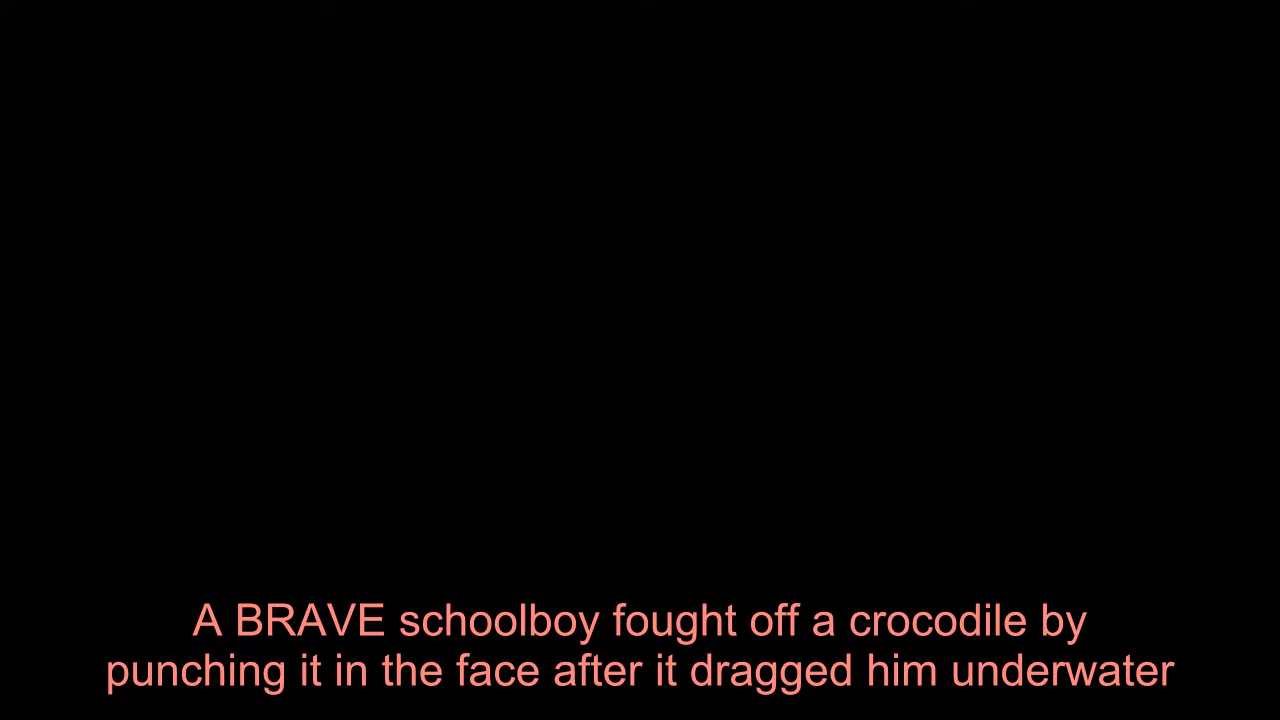 A BRAVE schoolboy fought off a crocodile by
punching it in the face after it dragged him underwater